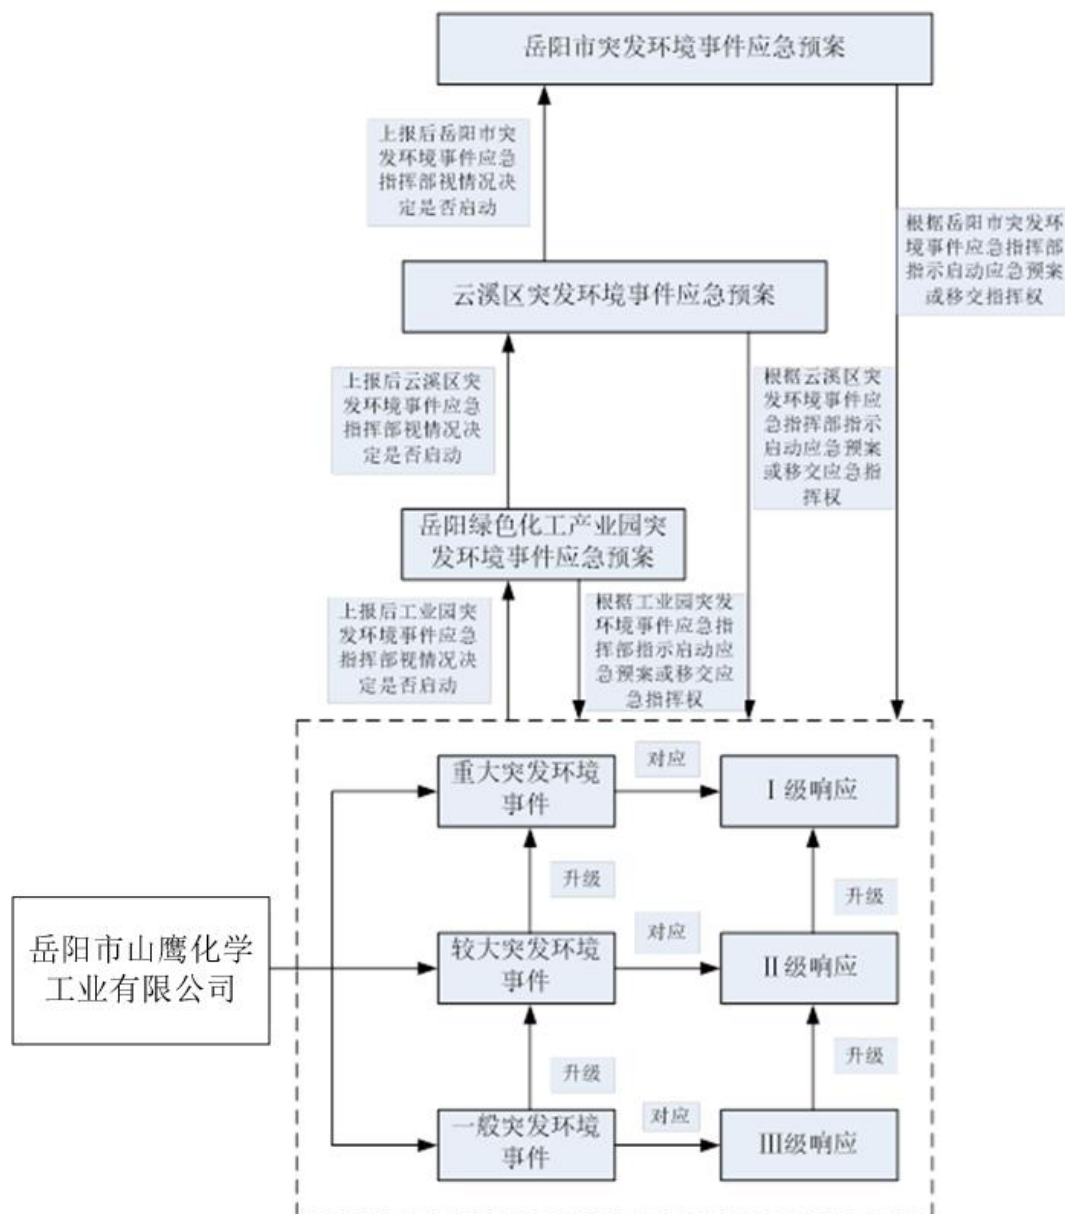 岳阳市突发环境事件应急预案
上报后岳阳市突
发环境事件应急
指挥部视情况决
定是否启动
根据岳阳市突发环
境事件应急指挥部
指示启动应急预案
或移交指挥权
云溪区突发环境事件应急预案
上报后云溪区突
发环境事件应急
指挥部视情况决
定是否启动
根据云溪区突
发环境事件应
急指挥部指示
启动应急预案
或移交应急指
挥权
岳阳绿色化工产业园突
发环境事件应急预案
上报后工业园突
发环境事件应急
指挥部视情况决
定是否启动
根据工业园突发
环境事件应急指
挥部指示启动应
急预案或移交应
急指挥权
重大突发环境
事件
对应
Ⅰ级响应
升级
升级
岳阳市山鹰化学
工业有限公司
较大突发环境
事件
对应
Ⅱ级响应
升级
升级
一般突发环境
事件
对应
Ⅲ级响应